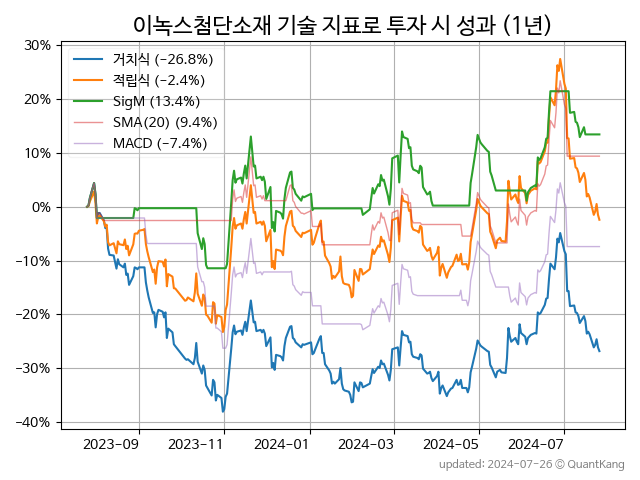 이녹스첨단소재 기술 지표로 투자 시 성과 (1년)
30%
20%
10%
0%
−10%
−20%
−30%
−40%
거치식 (−26.8%)
적립식 (−2.4%)
SigM (13.4%)
SMA(20) (9.4%)
MACD (−7.4%)
2023−09
2023−11
2024−01
2024−03
2024−05
2024−07
updated: 2024-07-26 © QuantKang